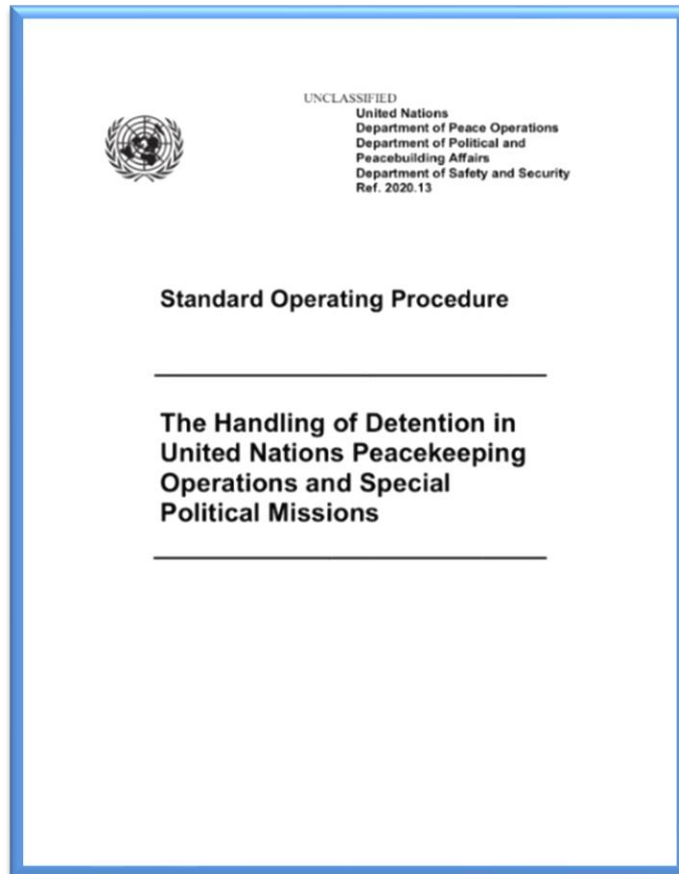 UNCLASSIFIED
United Nations
Department of Peace Operations
Department of Political and
Peacebuilding Affairs
Department of Safety and Security
Ref. 2020.13
Standard Operating Procedure
The Handling of Detention in
United Nations Peacekeeping
Operations and Special
Political Missions